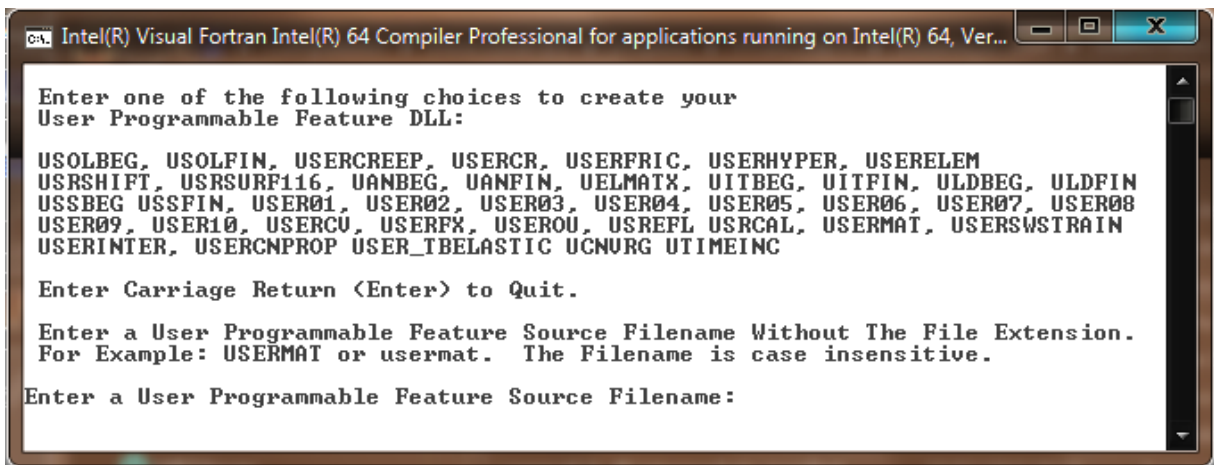 Intel(R) Visual Fortran Intel(R) 64 Compiler Professional for applications running on Intel(R) 64, Ver...
Enter one of the following choices to create your
User Programmable Feature DLL:
USOLBEG, USOLFIN, USERCREEP, USERCR, USERFRIC, USERHYPER, USERELEM
USRSHIFT, USRSURF116, UANBEG, UANFIN, UELMATX, UITBEG, UITFIN, ULDBEG, ULDFIN
USSBEG USSFIN, USER01, USER02, USER03, USER04, USER05, USER06, USER07, USER08
USER09, USER10, USERCV, USERFX, USEROU, USREFL USRCAL, USERMAT, USERSWSTRAIN
USERINTER, USERCNPROP USER_TBELASTIC UCNVRG UTIMEINC
Enter Carriage Return <Enter> to Quit.
Enter a User Programmable Feature Source Filename Without The File Extension.
For Example: USERMAT or usermat.  The Filename is case insensitive.
Enter a User Programmable Feature Source Filename: